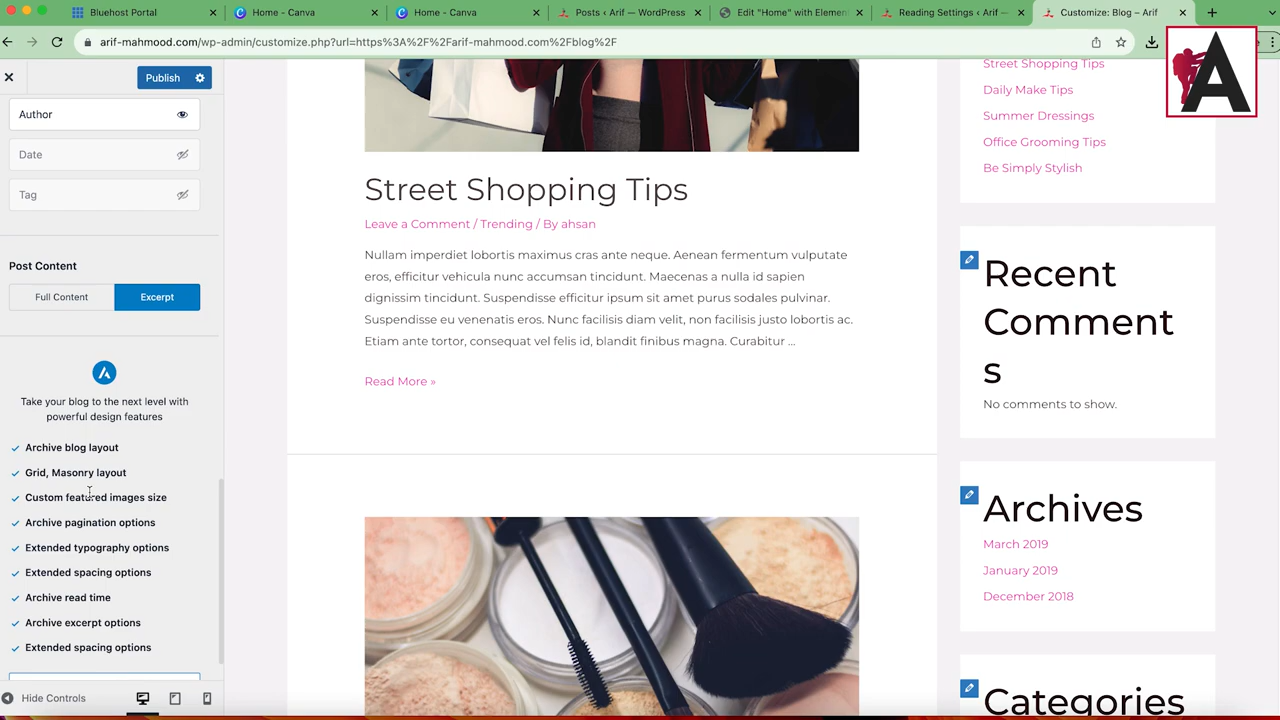 Bluehost Portal
Home - Canva
Home - Canva
Posts ‹ Arif — WordPress
Edit "Home" with Elemen
Reading Settings ‹ Arif —
Customize: Blog – Arif
arif-mahmood.com/wp-admin/customize.php?url=https%3A%2F%2Farif-mahmood.com%2Fblog%2F
A
Publish
Author
Date
Tag
Post Content
Full Content
Excerpt
Take your blog to the next level with
powerful design features
Archive blog layout
Grid, Masonry layout
Custom featured images size
Archive pagination options
Extended typography options
Extended spacing options
Archive read time
Archive excerpt options
Extended spacing options
Hide Controls
Street Shopping Tips
Leave a Comment / Trending / By ahsan
Nullam imperdiet lobortis maximus cras ante neque. Aenean fermentum vulputate
eros, efficitur vehicula nunc accumsan tincidunt. Maecenas a nulla id sapien
dignissim tincidunt. Suspendisse efficitur ipsum sit amet purus sodales pulvinar.
Suspendisse eu venenatis eros. Nunc facilisis diam velit, non facilisis justo lobortis ac.
Etiam ante tortor, consequat vel felis id, blandit finibus magna. Curabitur ...
Read More »
Street Shopping Tips
Daily Make Tips
Summer Dressings
Office Grooming Tips
Be Simply Stylish
Recent
Comment
s
No comments to show.
Archives
March 2019
January 2019
December 2018
Categories